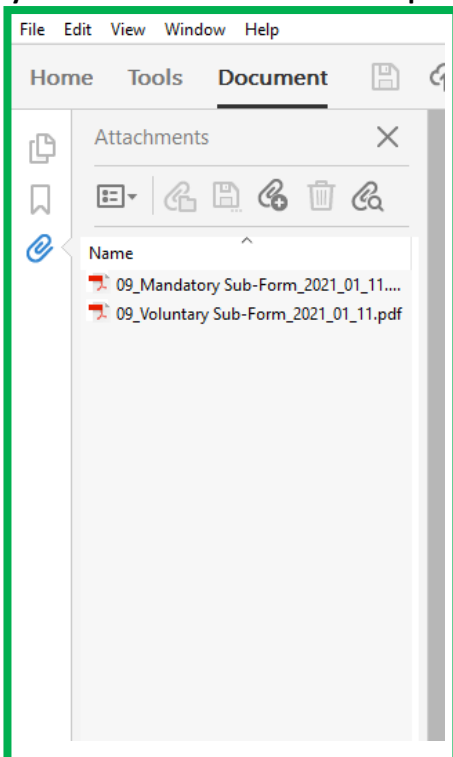 File Edit View Window Help
Home Tools Document
Attachments
Name
09_Mandatory Sub-Form_2021_01_11....
09_Voluntary Sub-Form_2021_01_11.pdf